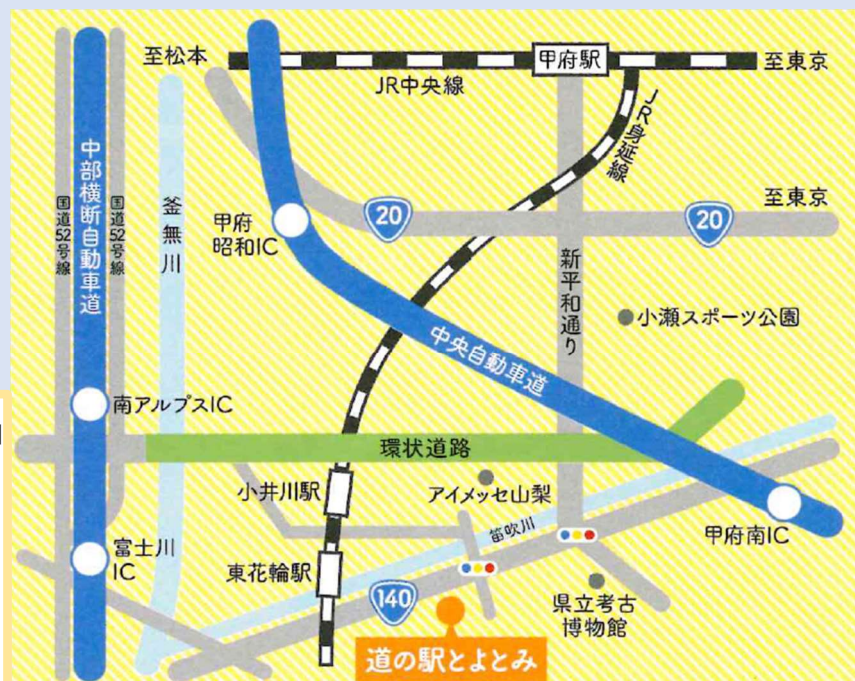 至松本
甲府駅
至東京
JR中央線
JR身延線
中部横断自動車道
国道52号線
国道52号線
釜無川
甲府
昭和IC
20
20
至東京
新平和通り
小瀬スポーツ公園
中央自動車道
南アルプスIC
環状道路
小井川駅
アイメッセ山梨
笛吹川
甲府南IC
富士川
IC
東花輪駅
140
県立考古
博物館
道の駅とよとみ